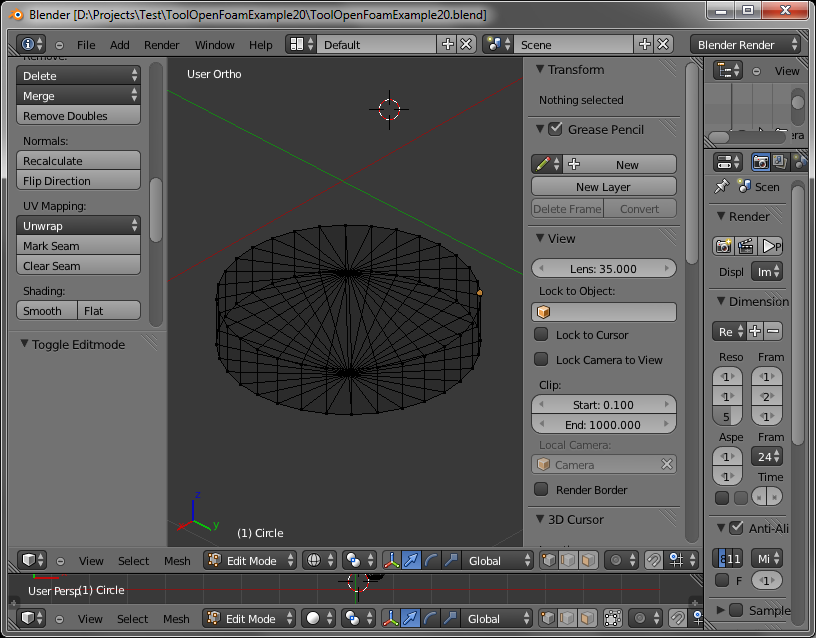 Blender [D:\Projects\Test\ToolOpenFoamExample20\ToolOpenFoamExample20.blend]
File Add Render Window Help Default Scene Blender Render
Remove:
Delete
Merge
Remove Doubles
Normals:
Recalculate
Flip Direction
UV Mapping:
Unwrap
Mark Seam
Clear Seam
Shading:
Smooth Flat
Toggle Editmode
User Ortho
z
y
(1) Circle
Transform
Nothing selected
Grease Pencil
New
New Layer
Delete Frame Convert
View
Lens: 35.000
Lock to Object:
Lock to Cursor
Lock Camera to View
Clip:
Start: 0.100
End: 1000.000
Local Camera:
Camera
Render Border
3D Cursor
View
era
Scen
Render
P
Displ Im
Dimension
Re
Reso Fram
1 1
1 2
5 1
Aspe Fram
1 24
1 Time
Anti-Ali
8 11 Mi
F 1
Sample
View Select Mesh Edit Mode Global
User Persp
(1) Circle
View Select Mesh Edit Mode Global